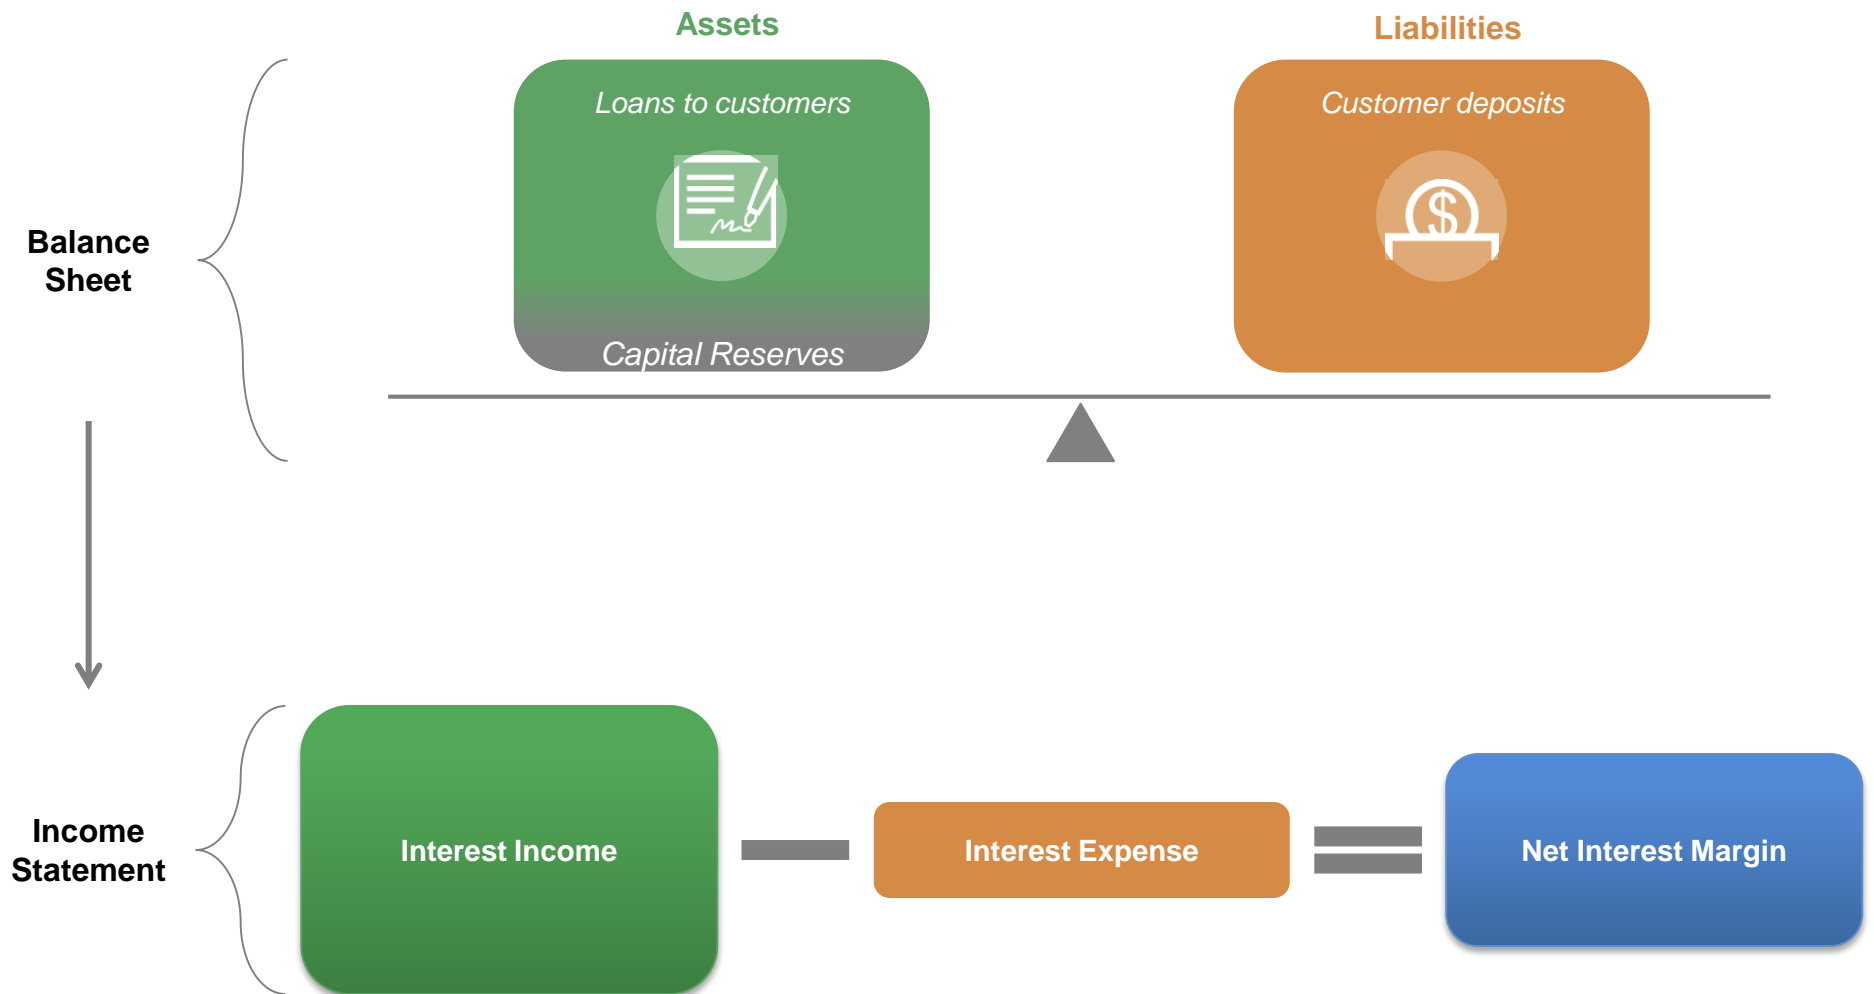 Assets
Liabilities
Loans to customers
Customer deposits
$
Capital Reserves
Balance
Sheet
Income
Statement
Interest Income
Interest Expense
Net Interest Margin